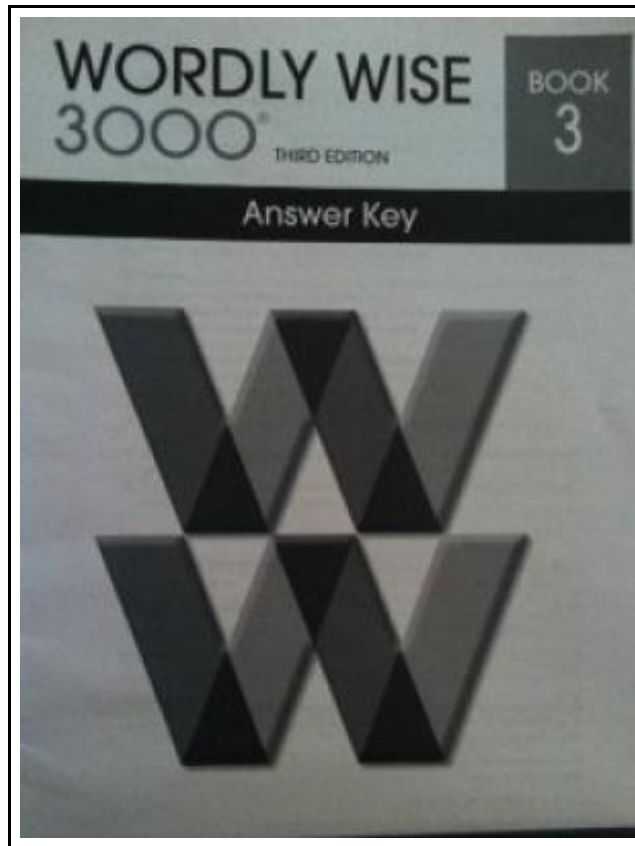 WORDLY WISE
3000®
THIRD EDITION
BOOK
3
Answer Key
W
W